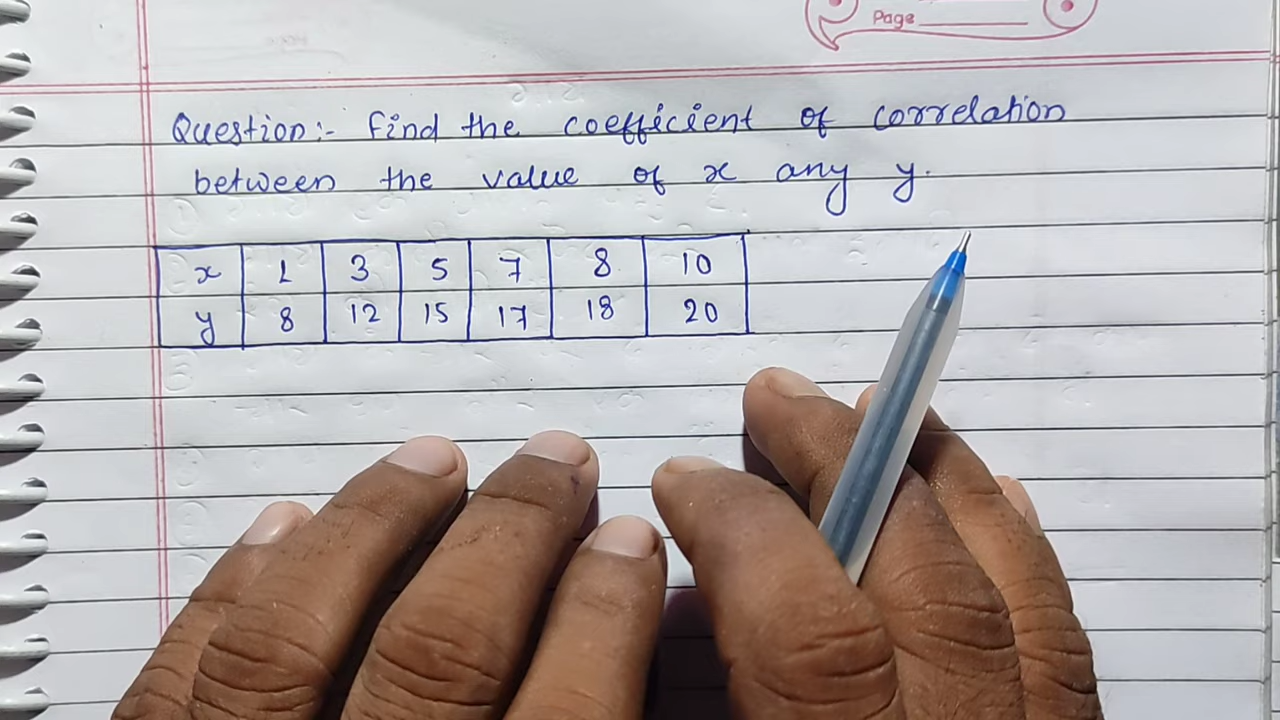 Page
Question:- Find the coefficient of correlation
between the value of x any y.
x 1 3 5 7 8 10
y 8 12 15 17 18 20